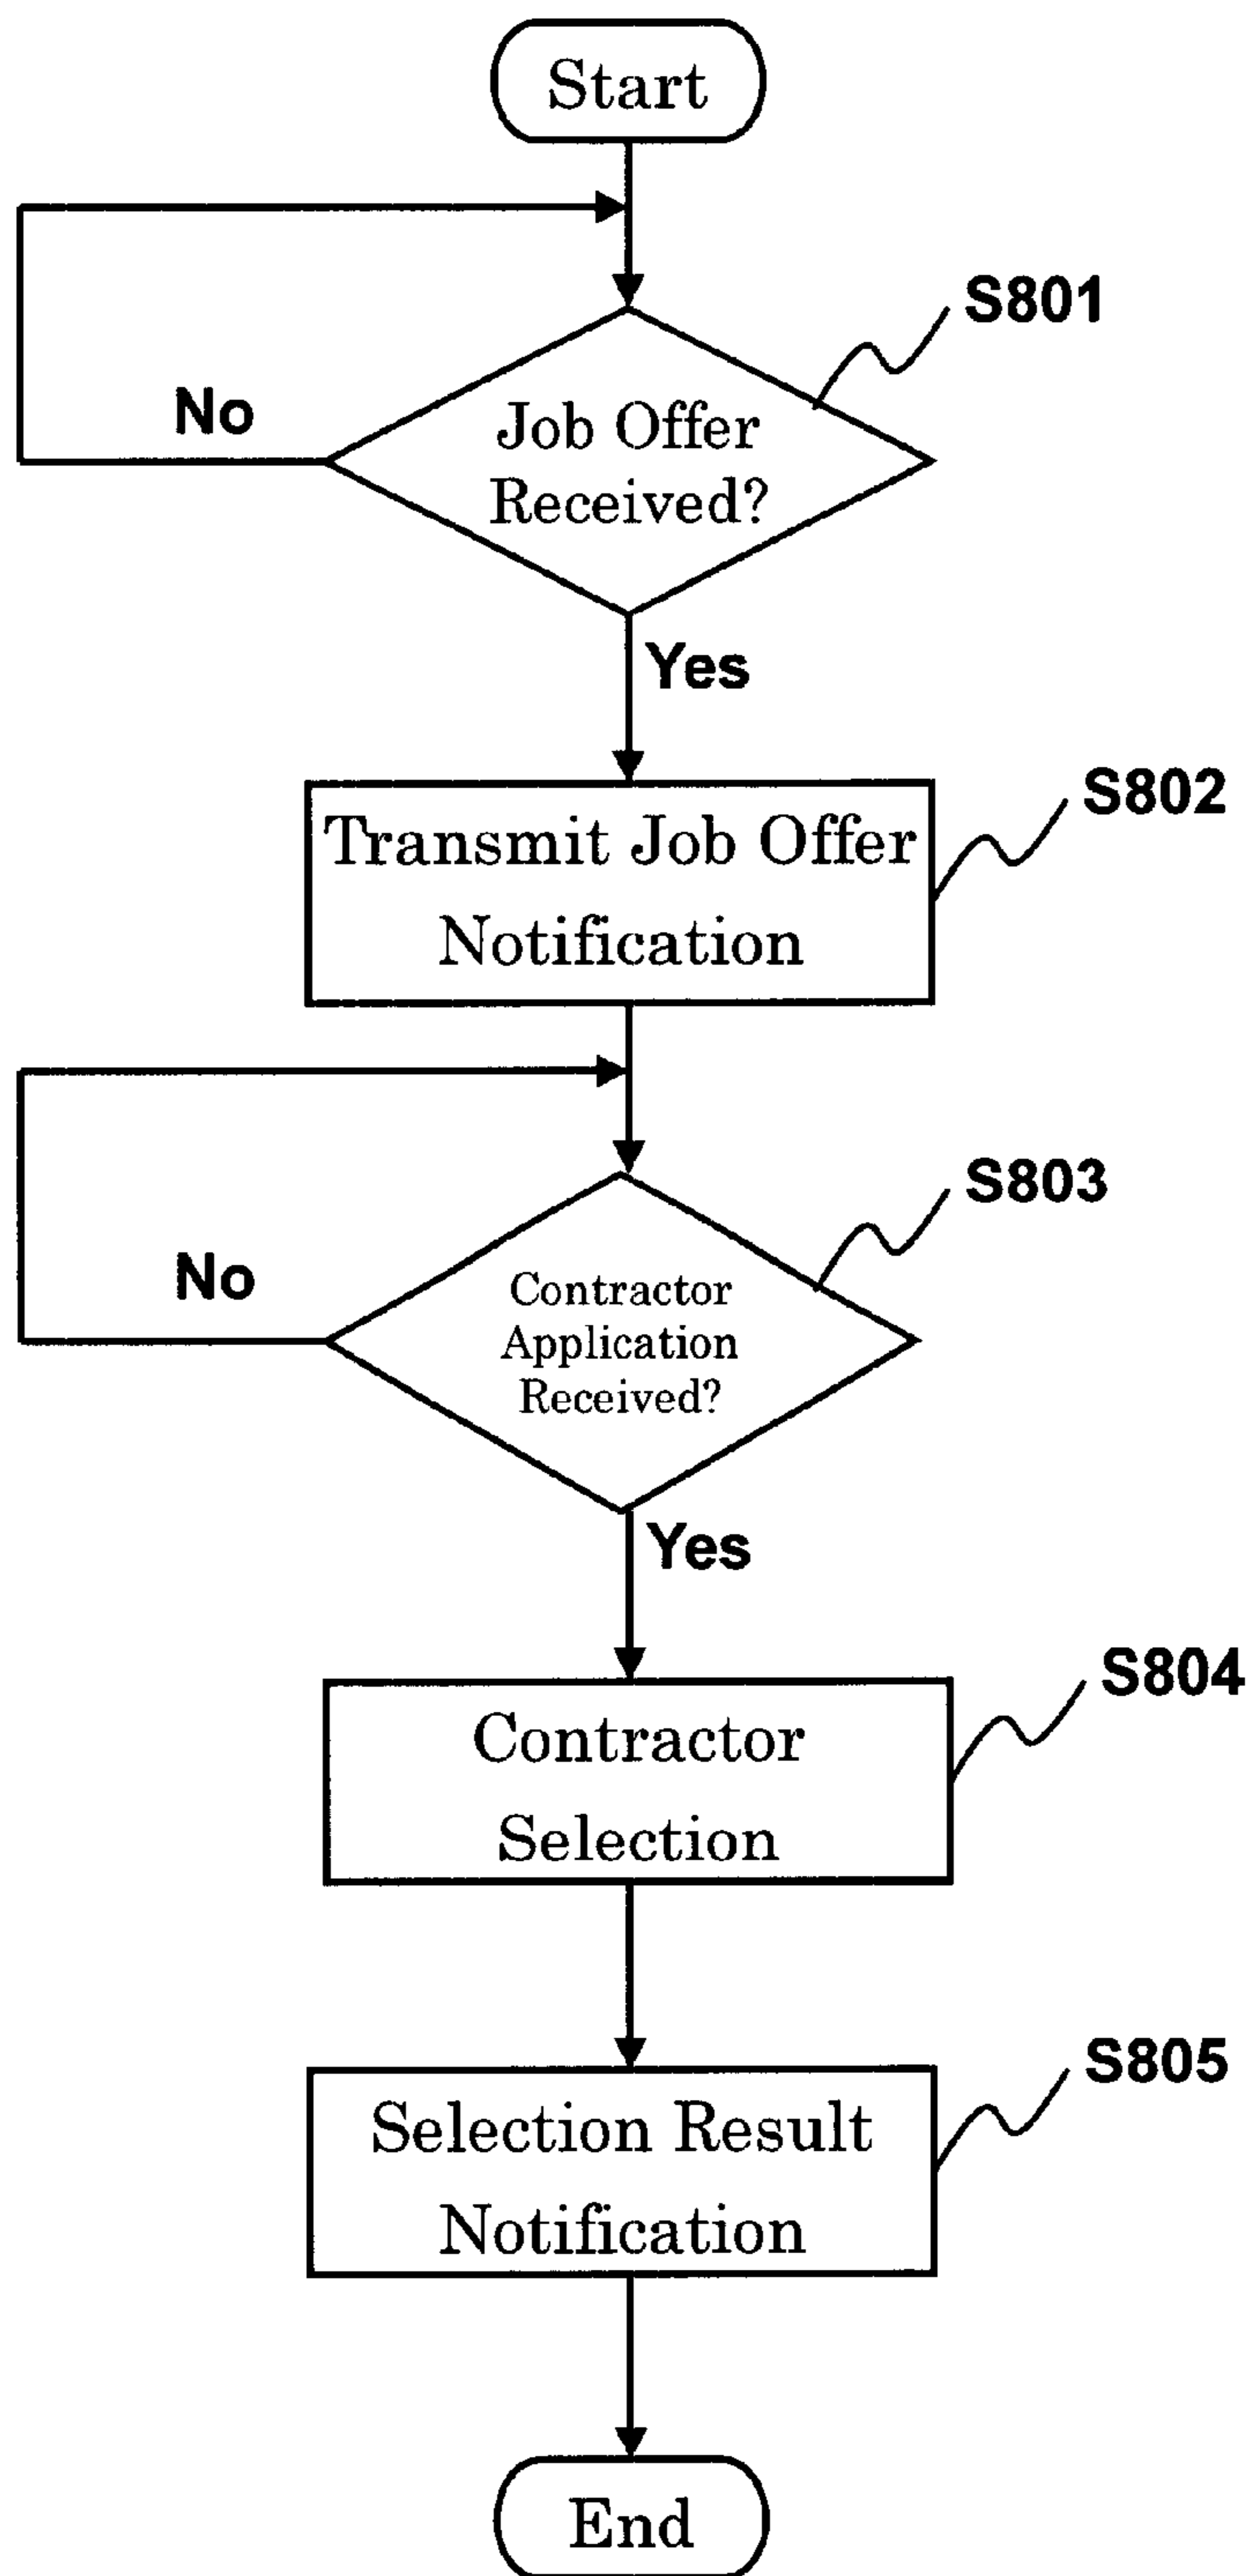 Start
S801
No
Job Offer
Received?
Yes
S802
Transmit Job Offer
Notification
S803
No
Contractor
Application
Received?
Yes
S804
Contractor
Selection
S805
Selection Result
Notification
End